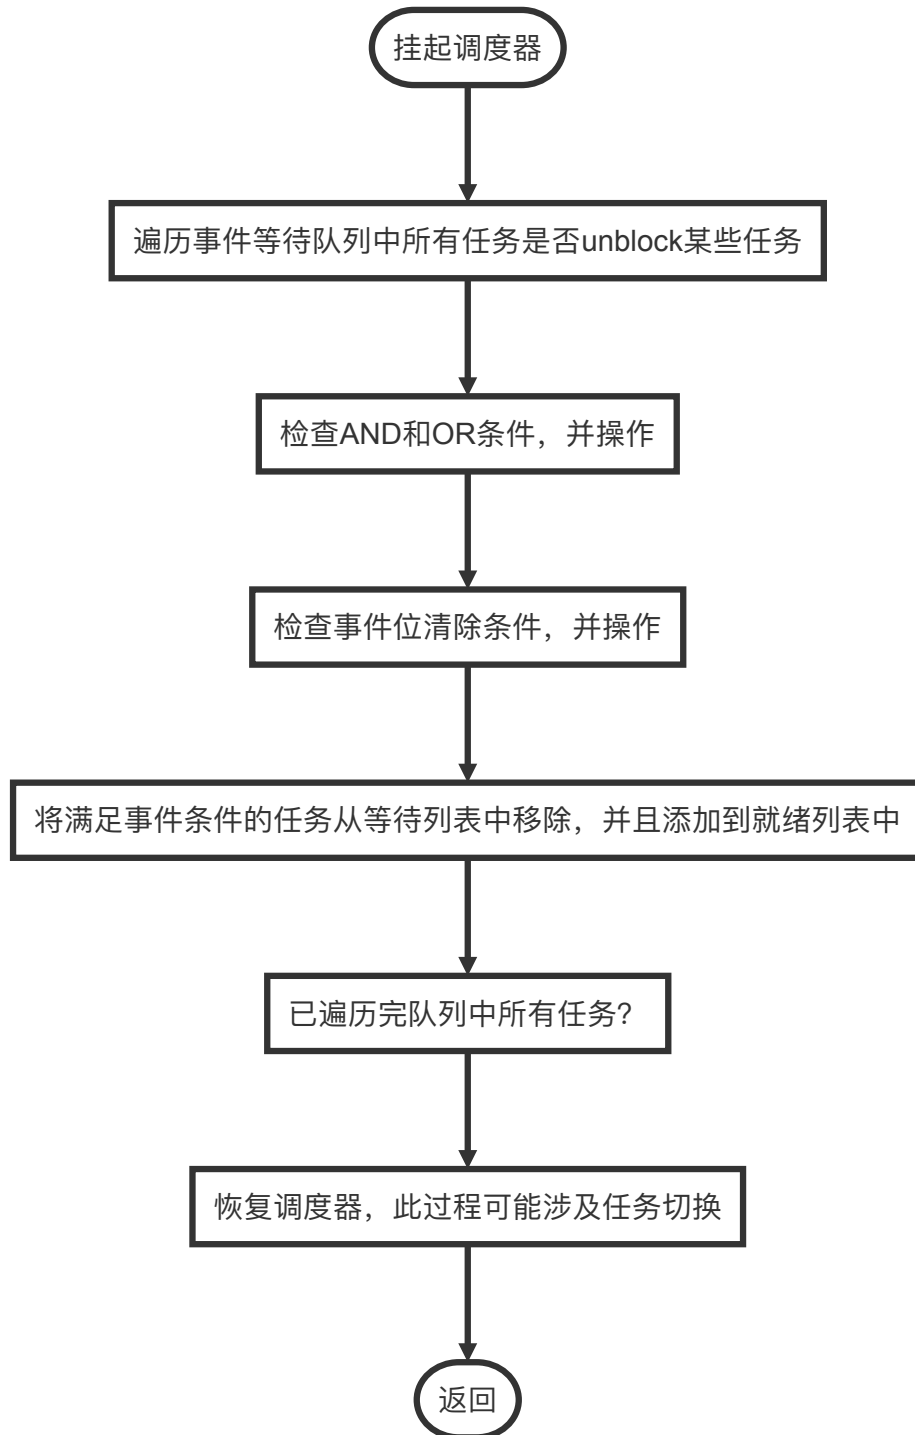 挂起调度器
遍历事件等待队列中所有任务是否unblock某些任务
检查AND和OR条件，并操作
检查事件位清除条件，并操作
将满足事件条件的任务从等待列表中移除，并且添加到就绪列表中
已遍历完队列中所有任务？
恢复调度器，此过程可能涉及任务切换
返回